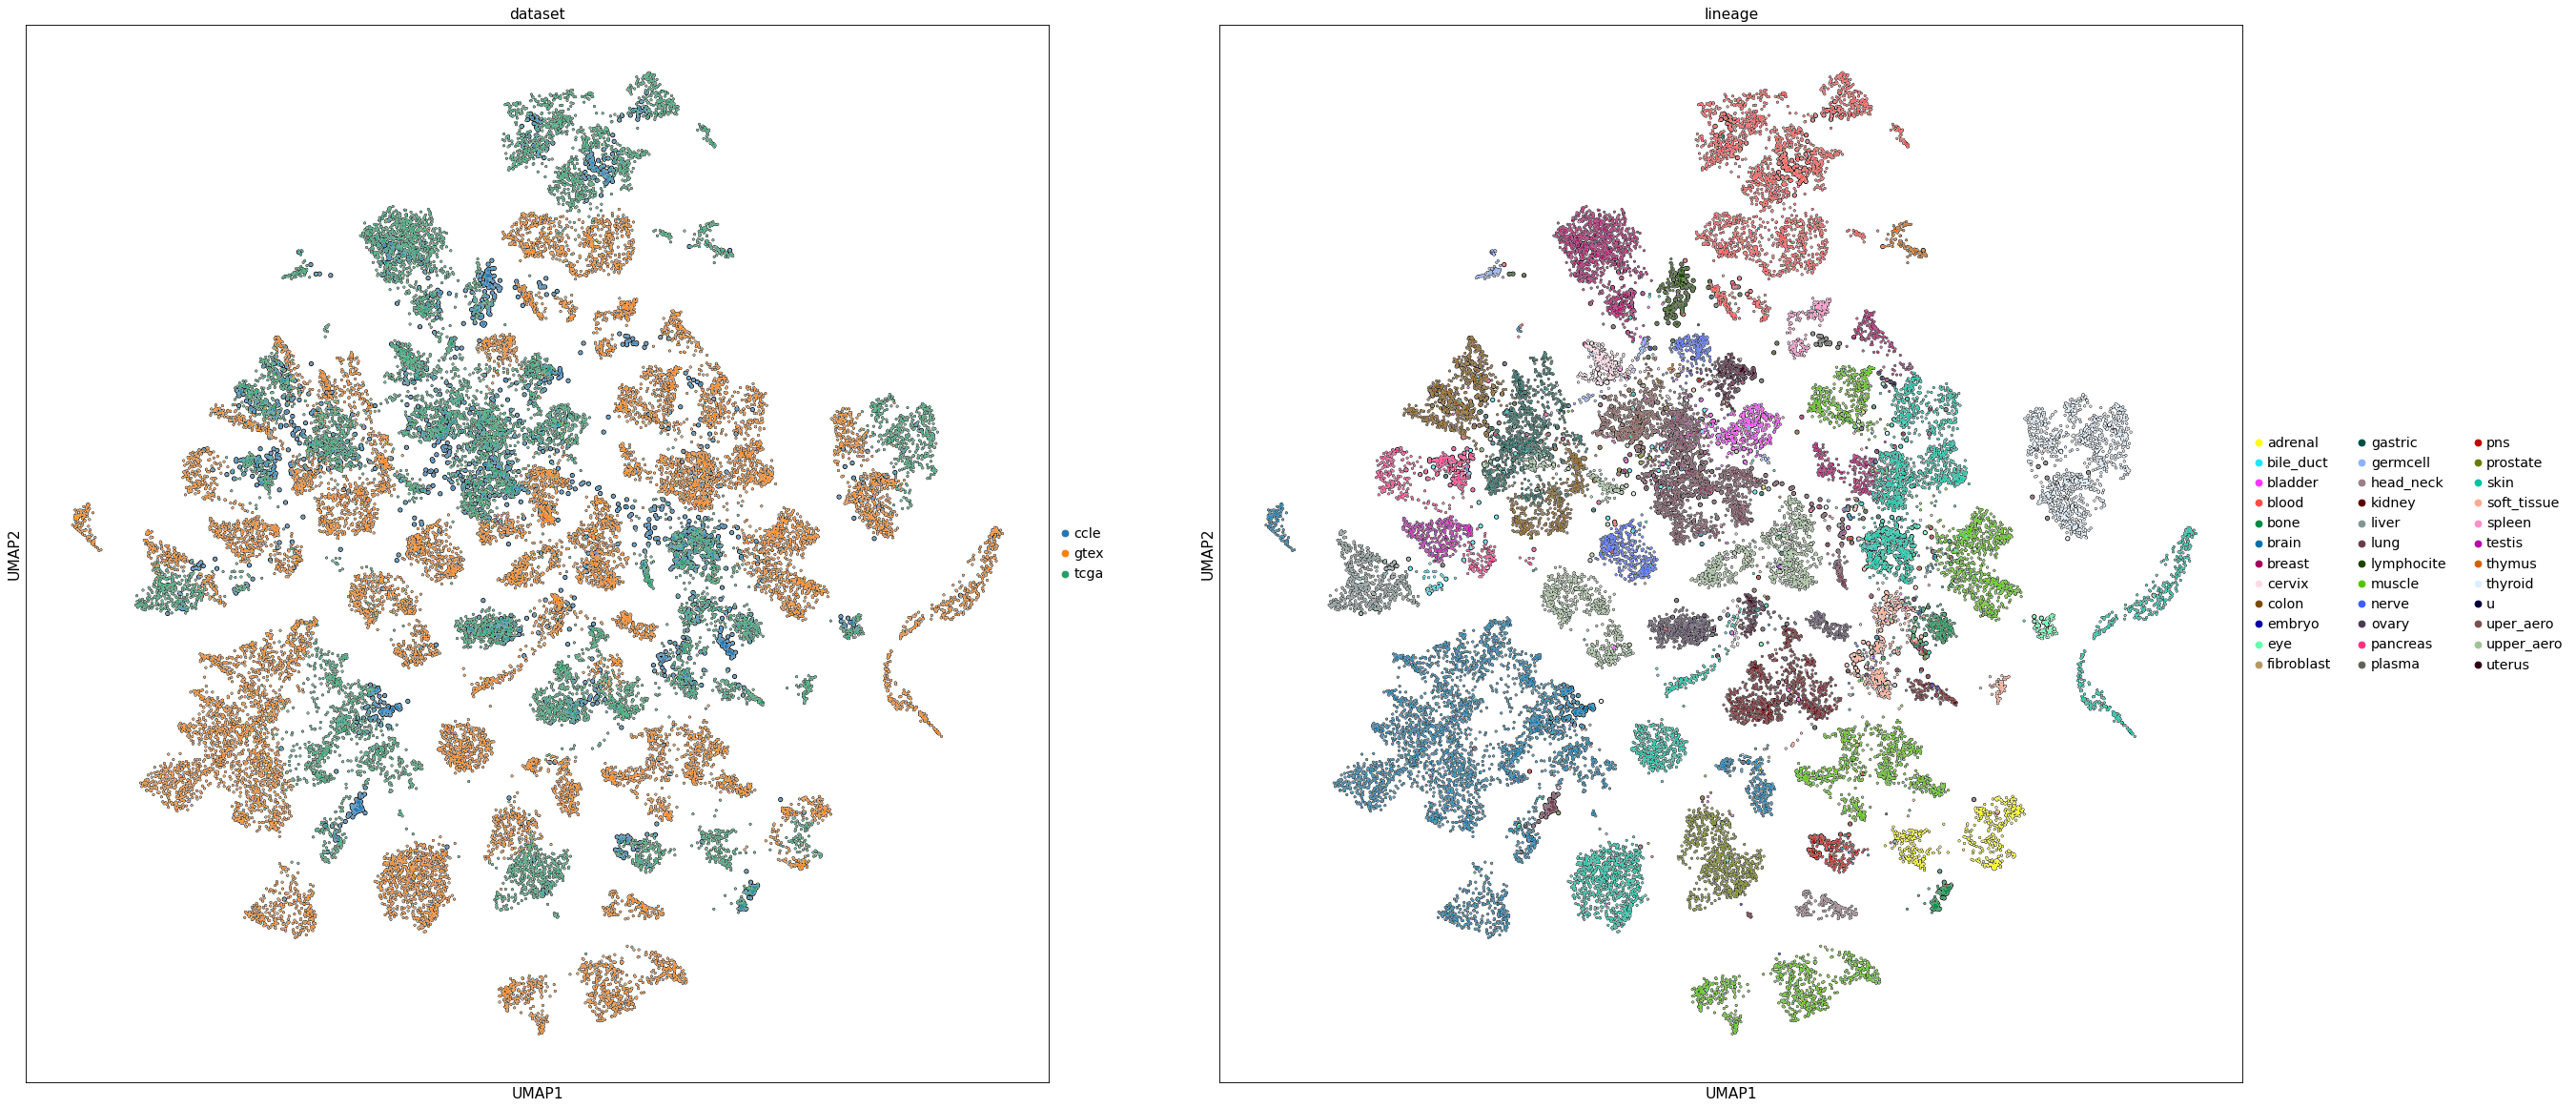 dataset
UMAP2
UMAP1
ccle
gtex
tcga
lineage
UMAP2
UMAP1
adrenal
bile_duct
bladder
blood
bone
brain
breast
cervix
colon
embryo
eye
fibroblast
gastric
germcell
head_neck
kidney
liver
lung
lymphocite
muscle
nerve
ovary
pancreas
plasma
pns
prostate
skin
soft_tissue
spleen
testis
thymus
thyroid
u
uper_aero
upper_aero
uterus